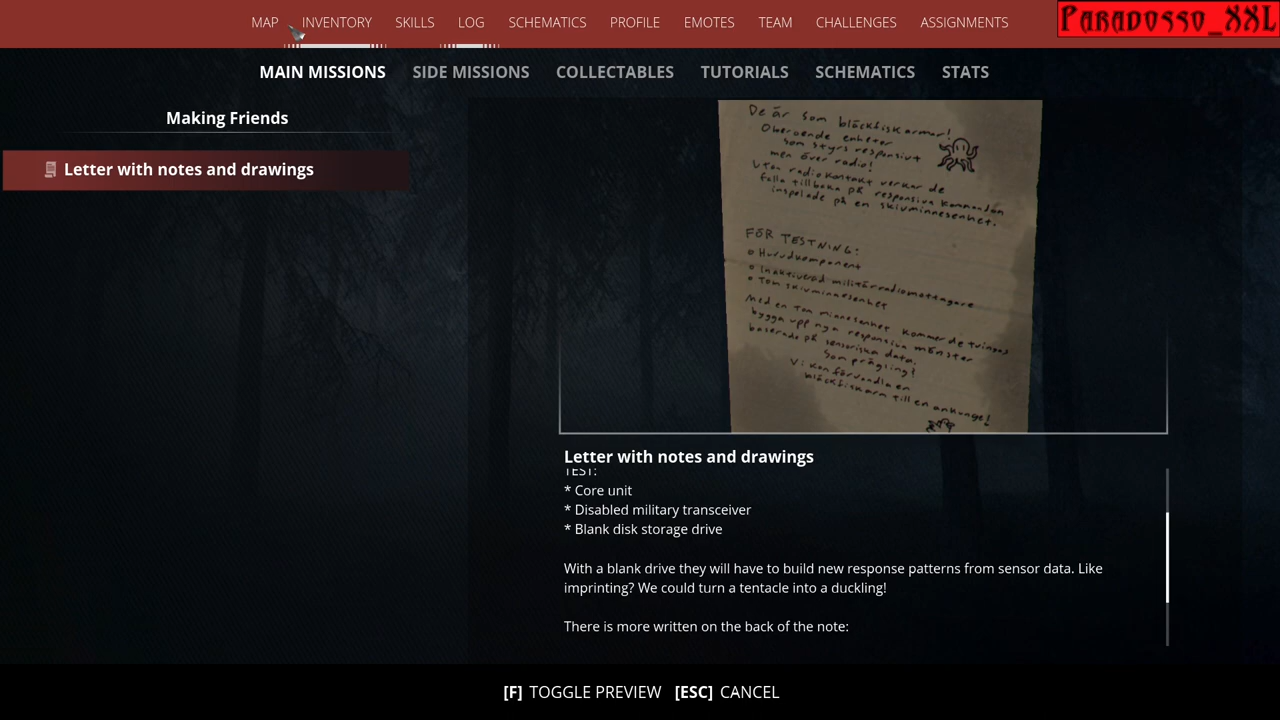 MAP INVENTORY SKILLS LOG SCHEMATICS PROFILE EMOTES TEAM CHALLENGES ASSIGNMENTS
Paradosso_XXL
MAIN MISSIONS SIDE MISSIONS COLLECTABLES TUTORIALS SCHEMATICS STATS
Making Friends
Letter with notes and drawings
De är som bläckfiskarmar!
Oberoende enheter
som styrs responsivt
men över radio!
Utan radiokontakt verkar de
falla tillbaka på responsiva kommandon
inspelade på en skivminnesenhet.
FÖR TESTNING:
o Huvudkomponent
o Inaktiverad militärradiomottagare
o Tom skivminnesenhet
Med en tom minnesenhet kommer de tvingas
bygga upp nya responsiva mönster
baserade på sensoriska data.
Som prägling?
Vi kan förvandla en
bläckfiskarm till en ankunge!
Letter with notes and drawings
TEST:
* Core unit
* Disabled military transceiver
* Blank disk storage drive
With a blank drive they will have to build new response patterns from sensor data. Like
imprinting? We could turn a tentacle into a duckling!
There is more written on the back of the note:
[F] TOGGLE PREVIEW [ESC] CANCEL